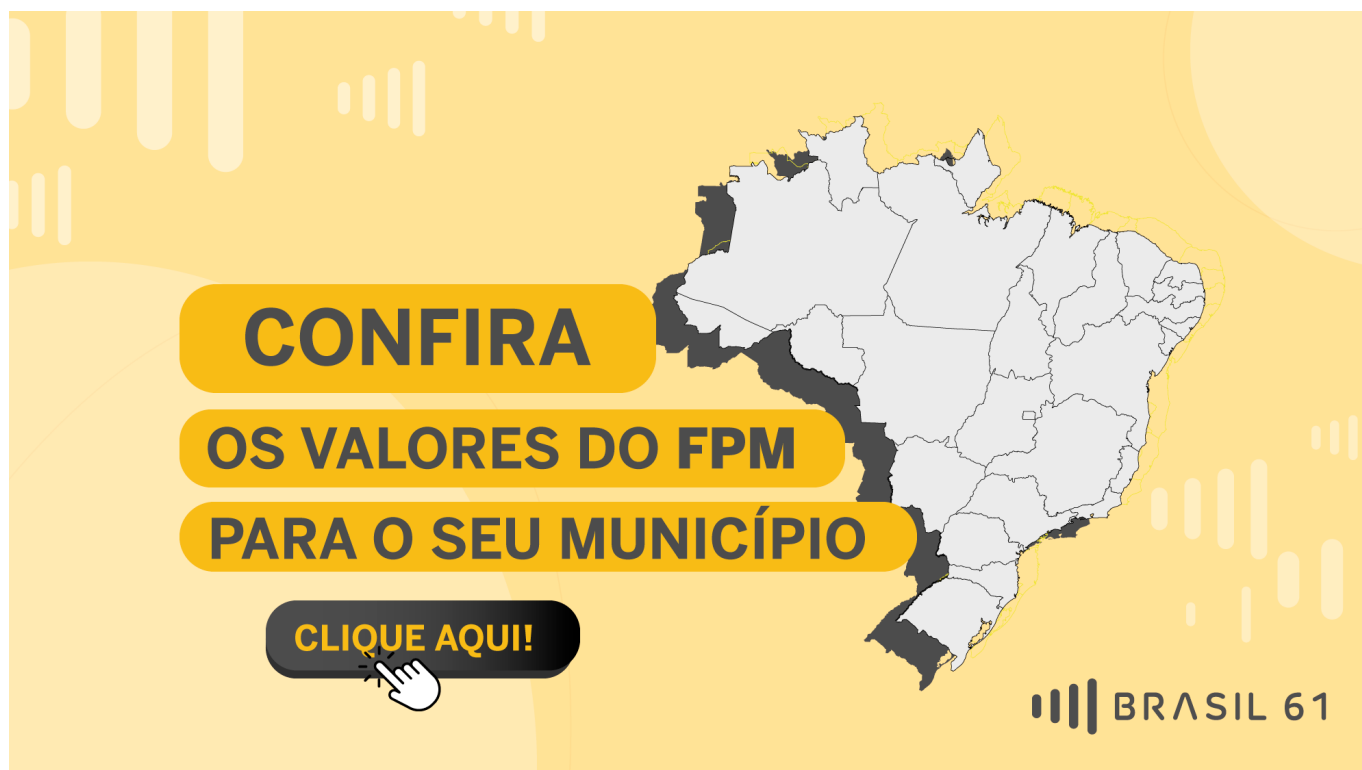 CONFIRA
OS VALORES DO FPM
PARA O SEU MUNICÍPIO
CLIQUE AQUI!
BRASIL 61